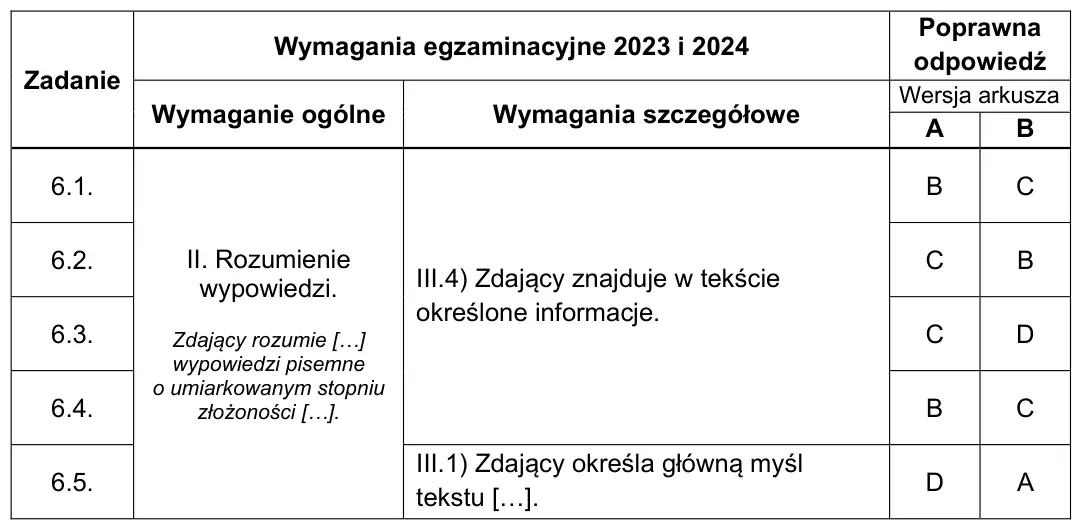 Zadanie
Wymagania egzaminacyjne 2023 i 2024
Poprawna
odpowiedź
Wymaganie ogólne
Wymagania szczegółowe
Wersja arkusza
A
B
6.1.
II. Rozumienie
wypowiedzi.
Zdający rozumie […]
wypowiedzi pisemne
o umiarkowanym stopniu
złożoności […].
III.4) Zdający znajduje w tekście
określone informacje.
B
C
6.2.
C
B
6.3.
C
D
6.4.
B
C
6.5.
III.1) Zdający określa główną myśl
tekstu […].
D
A